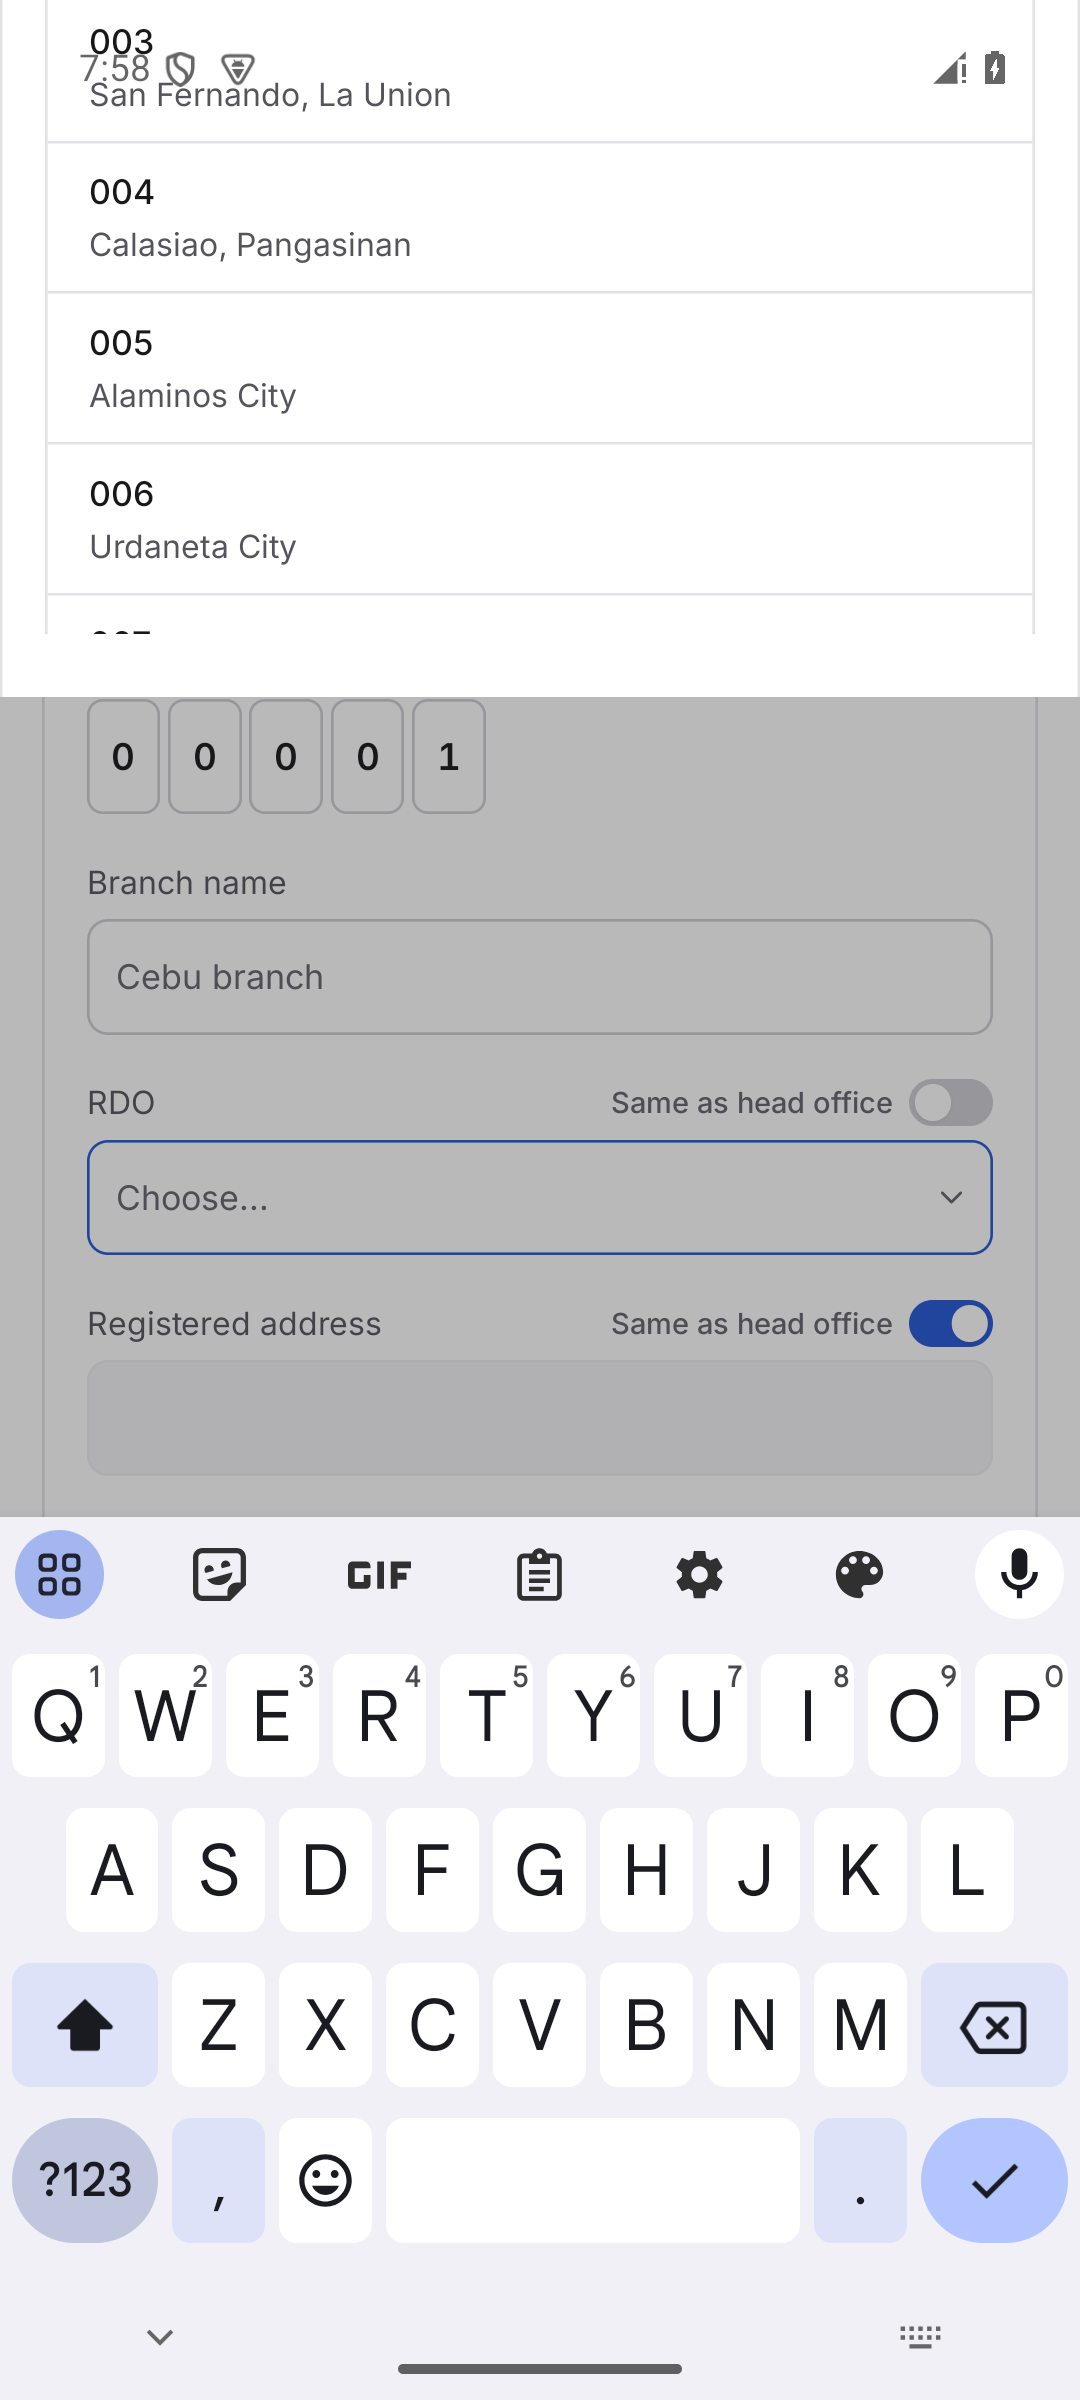 003
7:58
San Fernando, La Union
004
Calasiao, Pangasinan
005
Alaminos City
006
Urdaneta City
0 0 0 0 1
Branch name
Cebu branch
RDO
Same as head office
Choose...
Registered address
Same as head office
GIF
Q1 W2 E3 R4 T5 Y6 U7 I8 O9 P0
A S D F G H J K L
Z X C V B N M
?123 , .